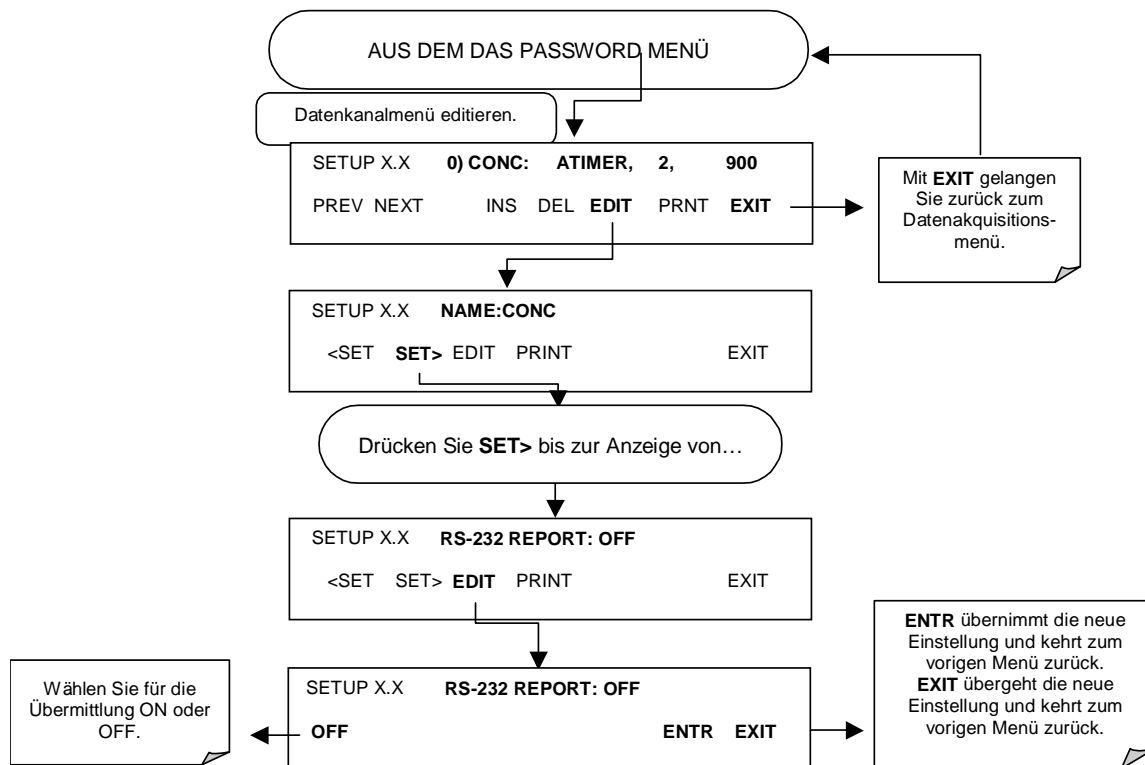 AUS DEM DAS PASSWORD MENÜ
Datenkanalmenü editieren.
SETUP X.X 0) CONC: ATIMER, 2, 900
PREV NEXT INS DEL EDIT PRNT EXIT
Mit EXIT gelangen
Sie zurück zum
Datenakquisitions-
menü.
SETUP X.X NAME:CONC
<SET SET> EDIT PRINT EXIT
Drücken Sie SET> bis zur Anzeige von…
SETUP X.X RS-232 REPORT: OFF
<SET SET> EDIT PRINT EXIT
Wählen Sie für die
Übermittlung ON oder
OFF.
SETUP X.X RS-232 REPORT: OFF
OFF ENTR EXIT
ENTR übernimmt die neue
Einstellung und kehrt zum
vorigen Menü zurück.
EXIT übergeht die neue
Einstellung und kehrt zum
vorigen Menü zurück.